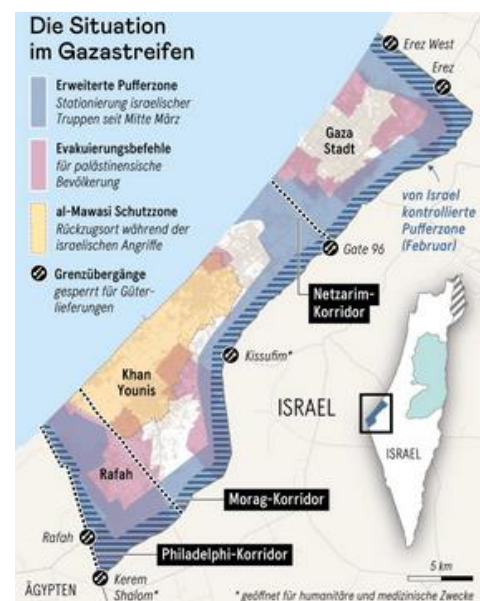 Die Situation
im Gazastreifen
Erweiterte Pufferzone
Stationierung israelischer
Truppen seit Mitte März
Evakuierungsbefehle
für palästinensische
Bevölkerung
al-Mawasi Schutzzone
Rückzugsort während der
israelischen Angriffe
Grenzübergänge
gesperrt für Güter-
lieferungen
Erez West
Erez
Gaza
Stadt
von Israel
kontrollierte
Pufferzone
(Februar)
Gate 96
Netzarim-
Korridor
Kissufim*
Khan
Younis
ISRAEL
ISRAEL
Rafah
Morag-Korridor
Rafah
Philadelphi-Korridor
Kerem
Shalom*
ÄGYPTEN
5 km
* geöffnet für humanitäre und medizinische Zwecke